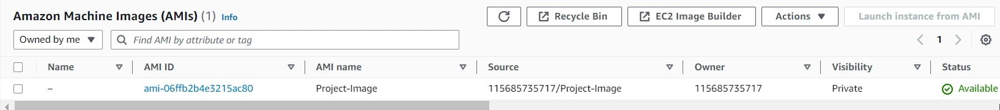 Amazon Machine Images (AMIs) (1) Info Recycle Bin EC2 Image Builder Actions Launch instance from AMI
Owned by me Find AMI by attribute or tag 1
Name AMI ID AMI name Source Owner Visibility Status
– ami-06ffb2b4e3215ac80 Project-Image 115685735717/Project-Image 115685735717 Private Available